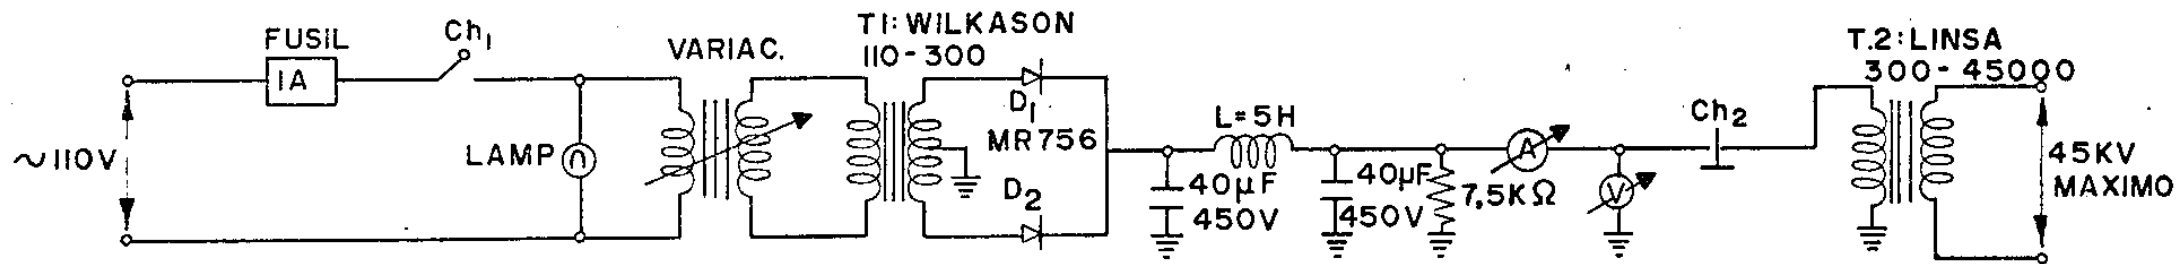 ~110V
FUSIL
1A
Ch1
LAMP
VARIAC.
T1: WILKASON
110-300
D1
MR756
D2
L=5H
40µF
450V
40µF
450V
7,5KΩ
A
V
Ch2
T.2: LINSA
300-45000
45KV
MAXIMO